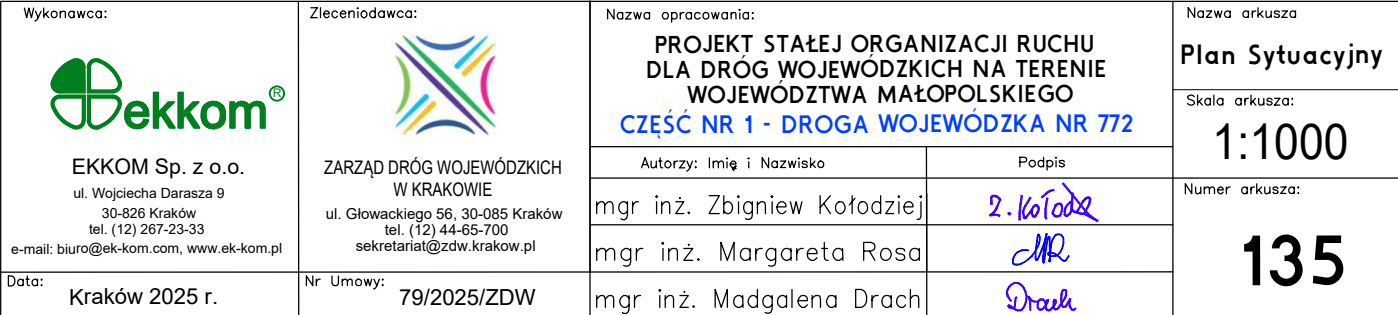 Wykonawca:
ekkom®
EKKOM Sp. z o.o.
ul. Wojciecha Darasza 9
30-826 Kraków
tel. (12) 267-23-33
e-mail: biuro@ek-kom.com, www.ek-kom.pl
Data:
Kraków 2025 r.
Zleceniodawca:
ZARZĄD DRÓG WOJEWÓDZKICH
W KRAKOWIE
ul. Głowackiego 56, 30-085 Kraków
tel. (12) 44-65-700
sekretariat@zdw.krakow.pl
Nr Umowy:
79/2025/ZDW
Nazwa opracowania:
PROJEKT STAŁEJ ORGANIZACJI RUCHU
DLA DRÓG WOJEWÓDZKICH NA TERENIE
WOJEWÓDZTWA MAŁOPOLSKIEGO
CZĘŚĆ NR 1 - DROGA WOJEWÓDZKA NR 772
Autorzy: Imię i Nazwisko
Podpis
mgr inż. Zbigniew Kołodziej
Z. Kołodz
mgr inż. Margareta Rosa
MR
mgr inż. Madgalena Drach
Drach
Nazwa arkusza
Plan Sytuacyjny
Skala arkusza:
1:1000
Numer arkusza:
135